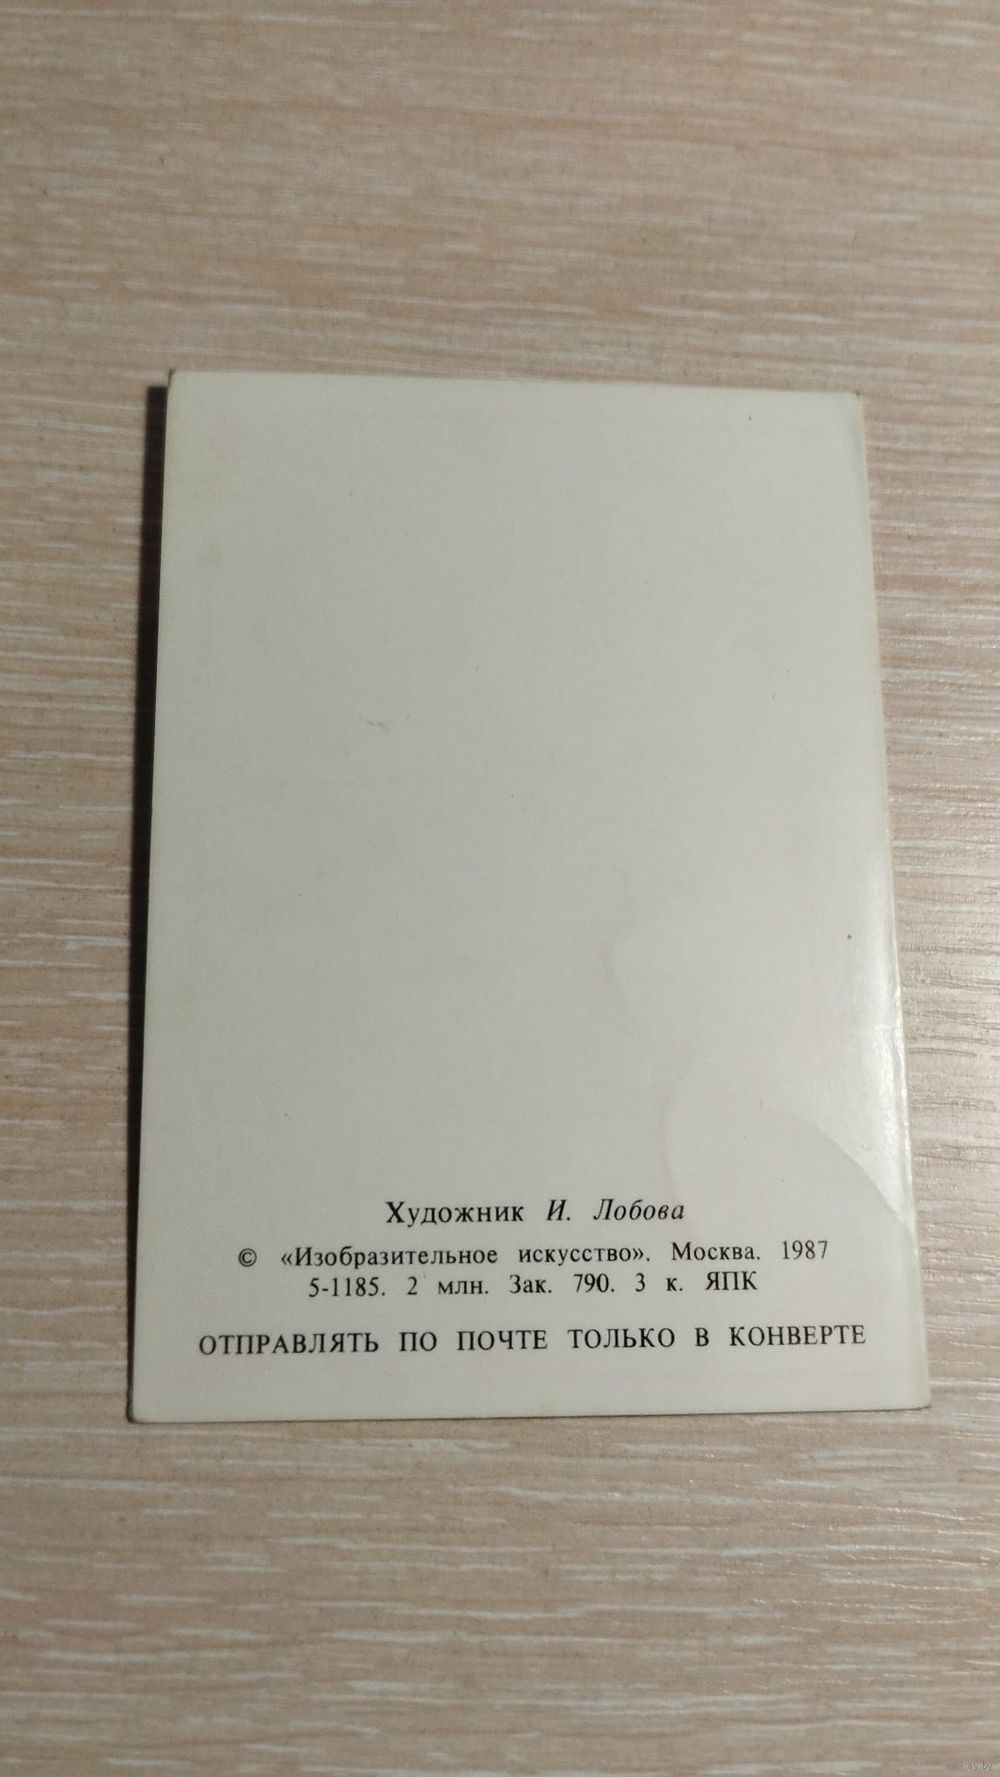 Художник И. Лобова
© «Изобразительное искусство». Москва. 1987
5-1185. 2 млн. Зак. 790. 3 к. ЯПК
ОТПРАВЛЯТЬ ПО ПОЧТЕ ТОЛЬКО В КОНВЕРТЕ